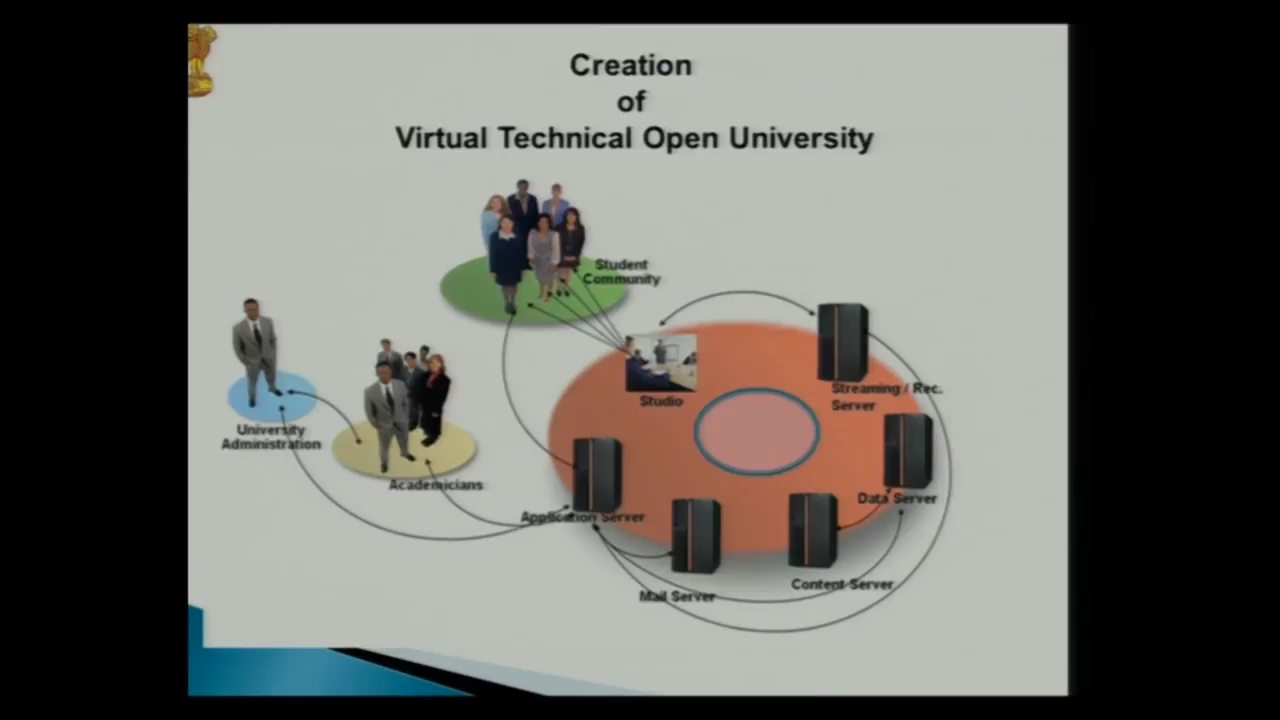 Creation
of
Virtual Technical Open University
Student
Community
Studio
Streaming / Rec.
Server
University
Administration
Academicians
Data Server
Application Server
Content Server
Mail Server